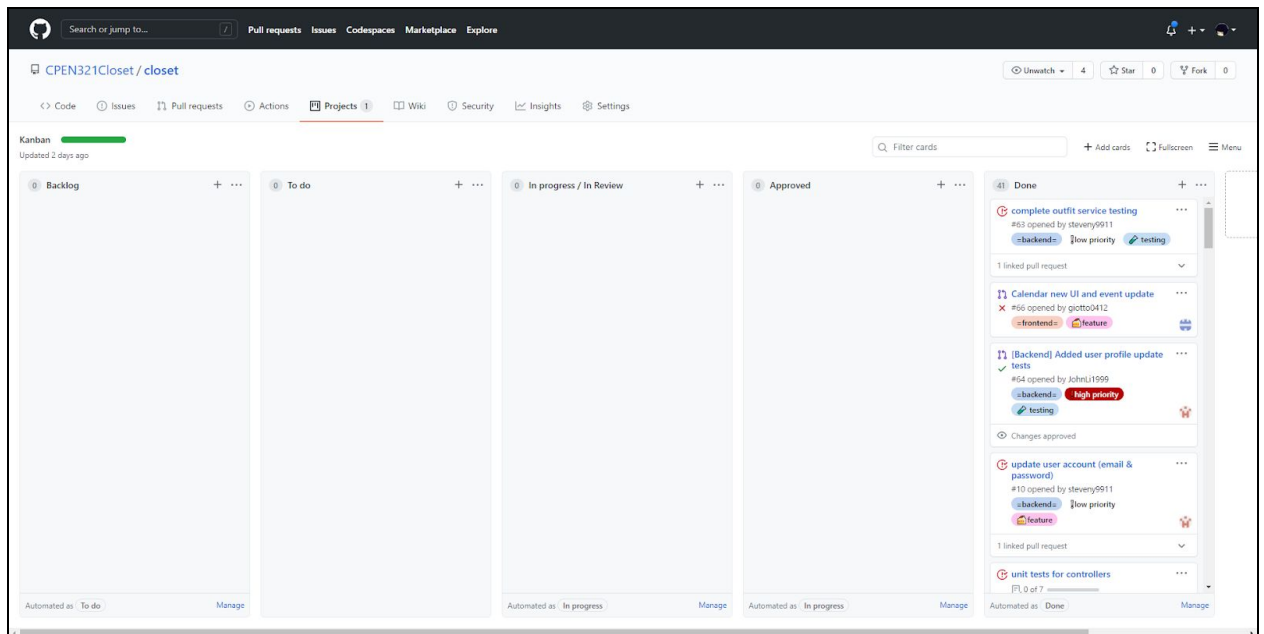 Search or jump to... /
Pull requests Issues Codespaces Marketplace Explore
CPEN321Closet / closet
Unwatch 4 Star 0 Fork 0
Code Issues Pull requests Actions Projects 1 Wiki Security Insights Settings
Kanban
Updated 2 days ago
Filter cards
+ Add cards Fullscreen Menu
0 Backlog + ...
0 To do + ...
0 In progress / In Review + ...
0 Approved + ...
41 Done + ...
complete outfit service testing ...
#63 opened by steveny9911
=backend= low priority testing
1 linked pull request
Calendar new UI and event update ...
#66 opened by giotto0412
=frontend= feature
[Backend] Added user profile update ...
tests
#64 opened by JohnLi1999
=backend= high priority
testing
Changes approved
update user account (email & ...
password)
#10 opened by steveny9911
=backend= low priority
feature
1 linked pull request
unit tests for controllers ...
0 of 7
Automated as To do Manage
Automated as In progress Manage
Automated as In progress Manage
Automated as Done Manage